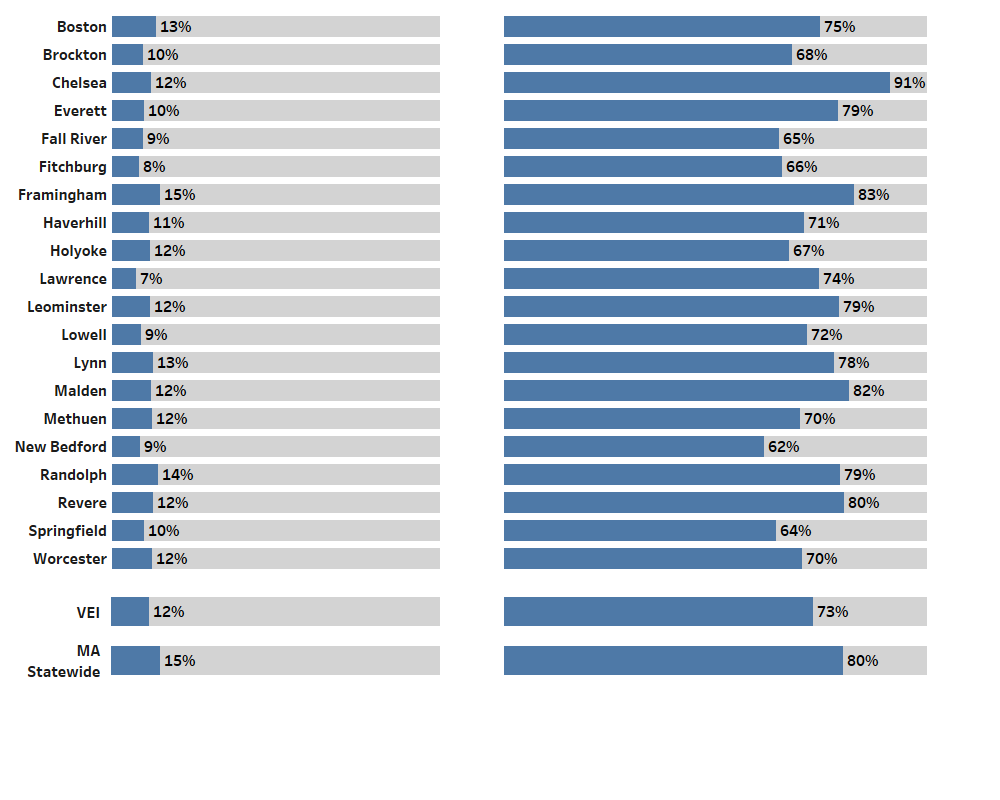 Boston 13% 75%
Brockton 10% 68%
Chelsea 12% 91%
Everett 10% 79%
Fall River 9% 65%
Fitchburg 8% 66%
Framingham 15% 83%
Haverhill 11% 71%
Holyoke 12% 67%
Lawrence 7% 74%
Leominster 12% 79%
Lowell 9% 72%
Lynn 13% 78%
Malden 12% 82%
Methuen 12% 70%
New Bedford 9% 62%
Randolph 14% 79%
Revere 12% 80%
Springfield 10% 64%
Worcester 12% 70%
VEI 12% 73%
MA
Statewide 15% 80%